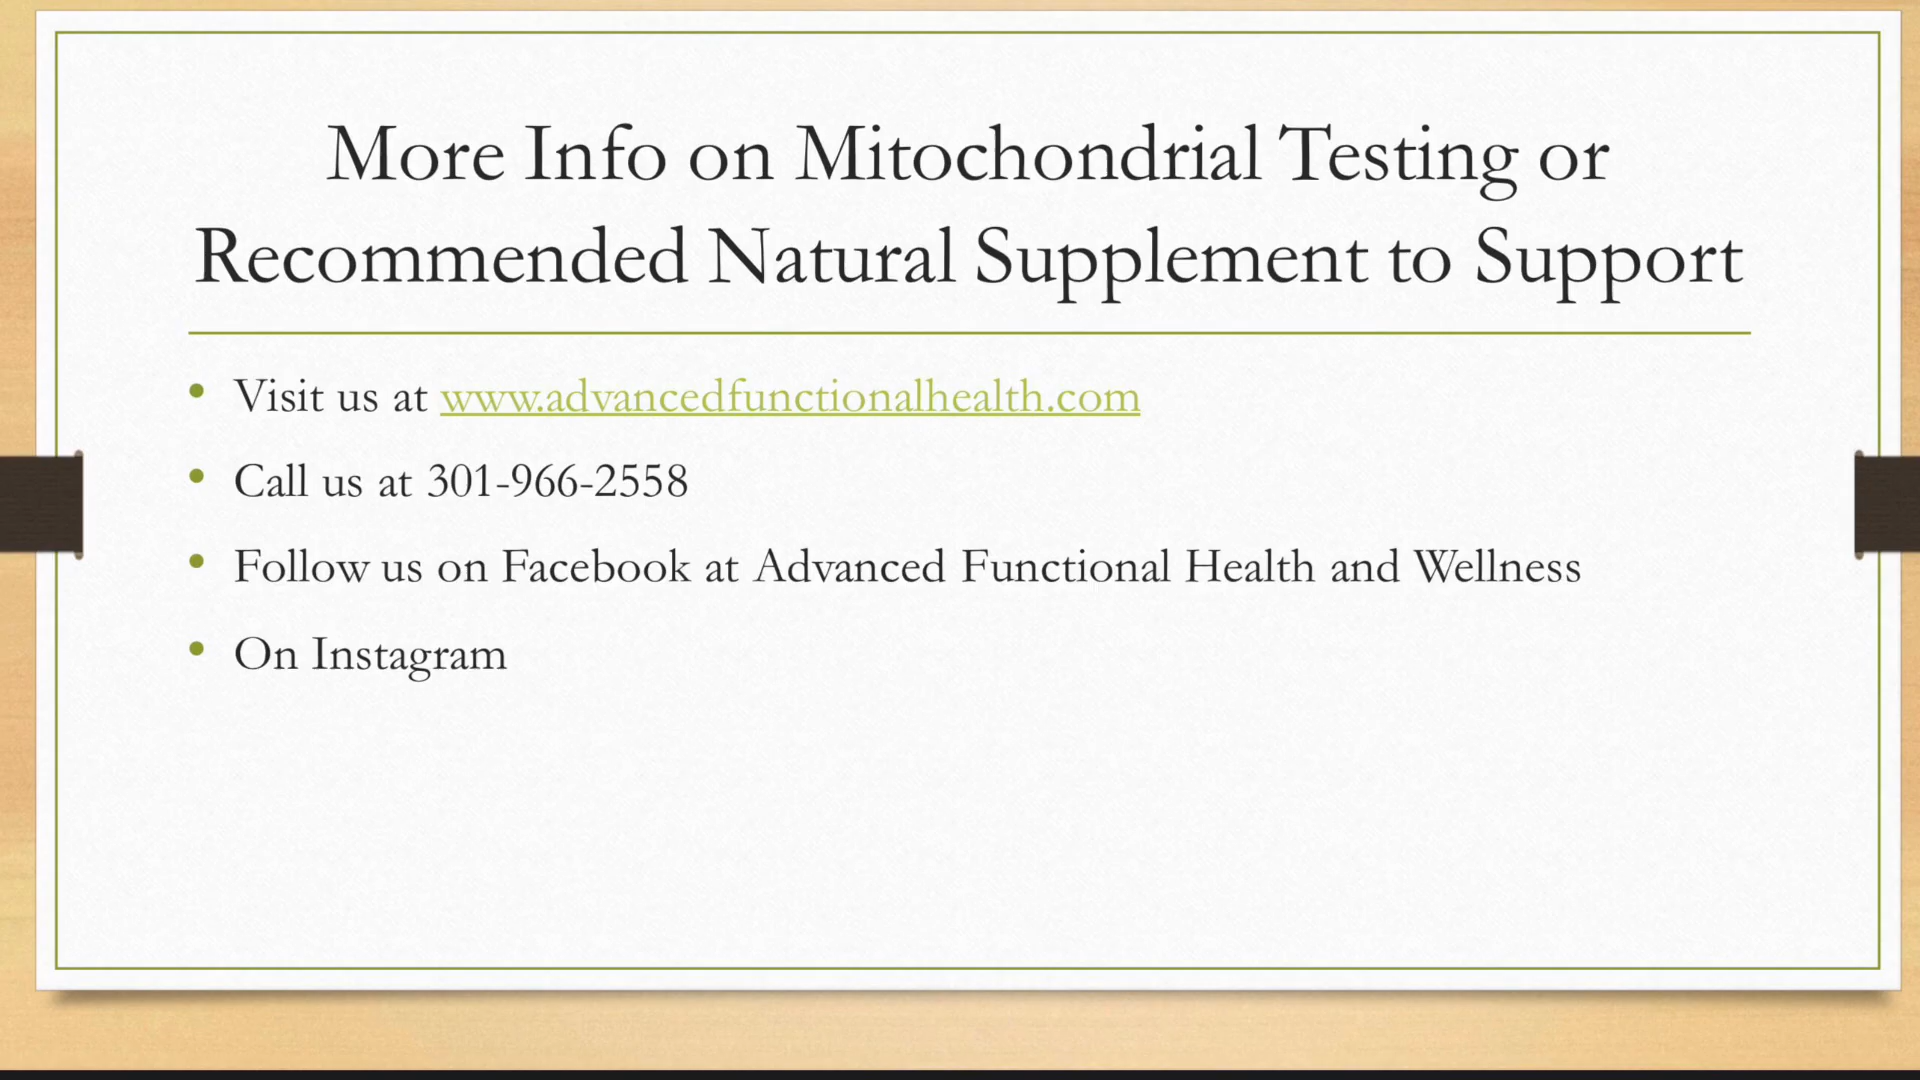 More Info on Mitochondrial Testing or
Recommended Natural Supplement to Support
• Visit us at www.advancedfunctionalhealth.com
• Call us at 301-966-2558
• Follow us on Facebook at Advanced Functional Health and Wellness
• On Instagram